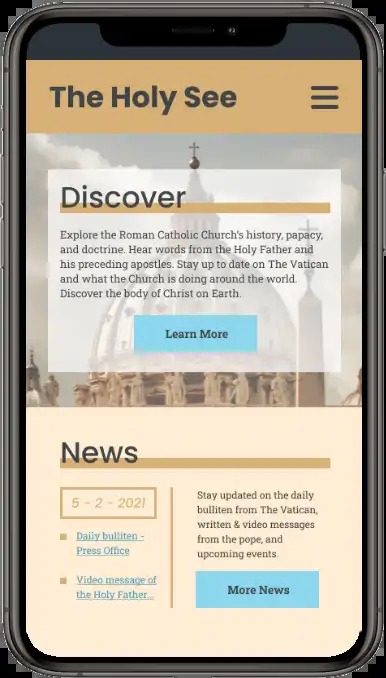 The Holy See
Discover
Explore the Roman Catholic Church's history, papacy,
and doctrine. Hear words from the Holy Father and
his preceding apostles. Stay up to date on The Vatican
and what the Church is doing around the world.
Discover the body of Christ on Earth.
Learn More
News
5 - 2 - 2021
Daily bulliten -
Press Office
Video message of
the Holy Father...
Stay updated on the daily
bulliten from The Vatican,
written & video messages
from the pope, and
upcoming events.
More News